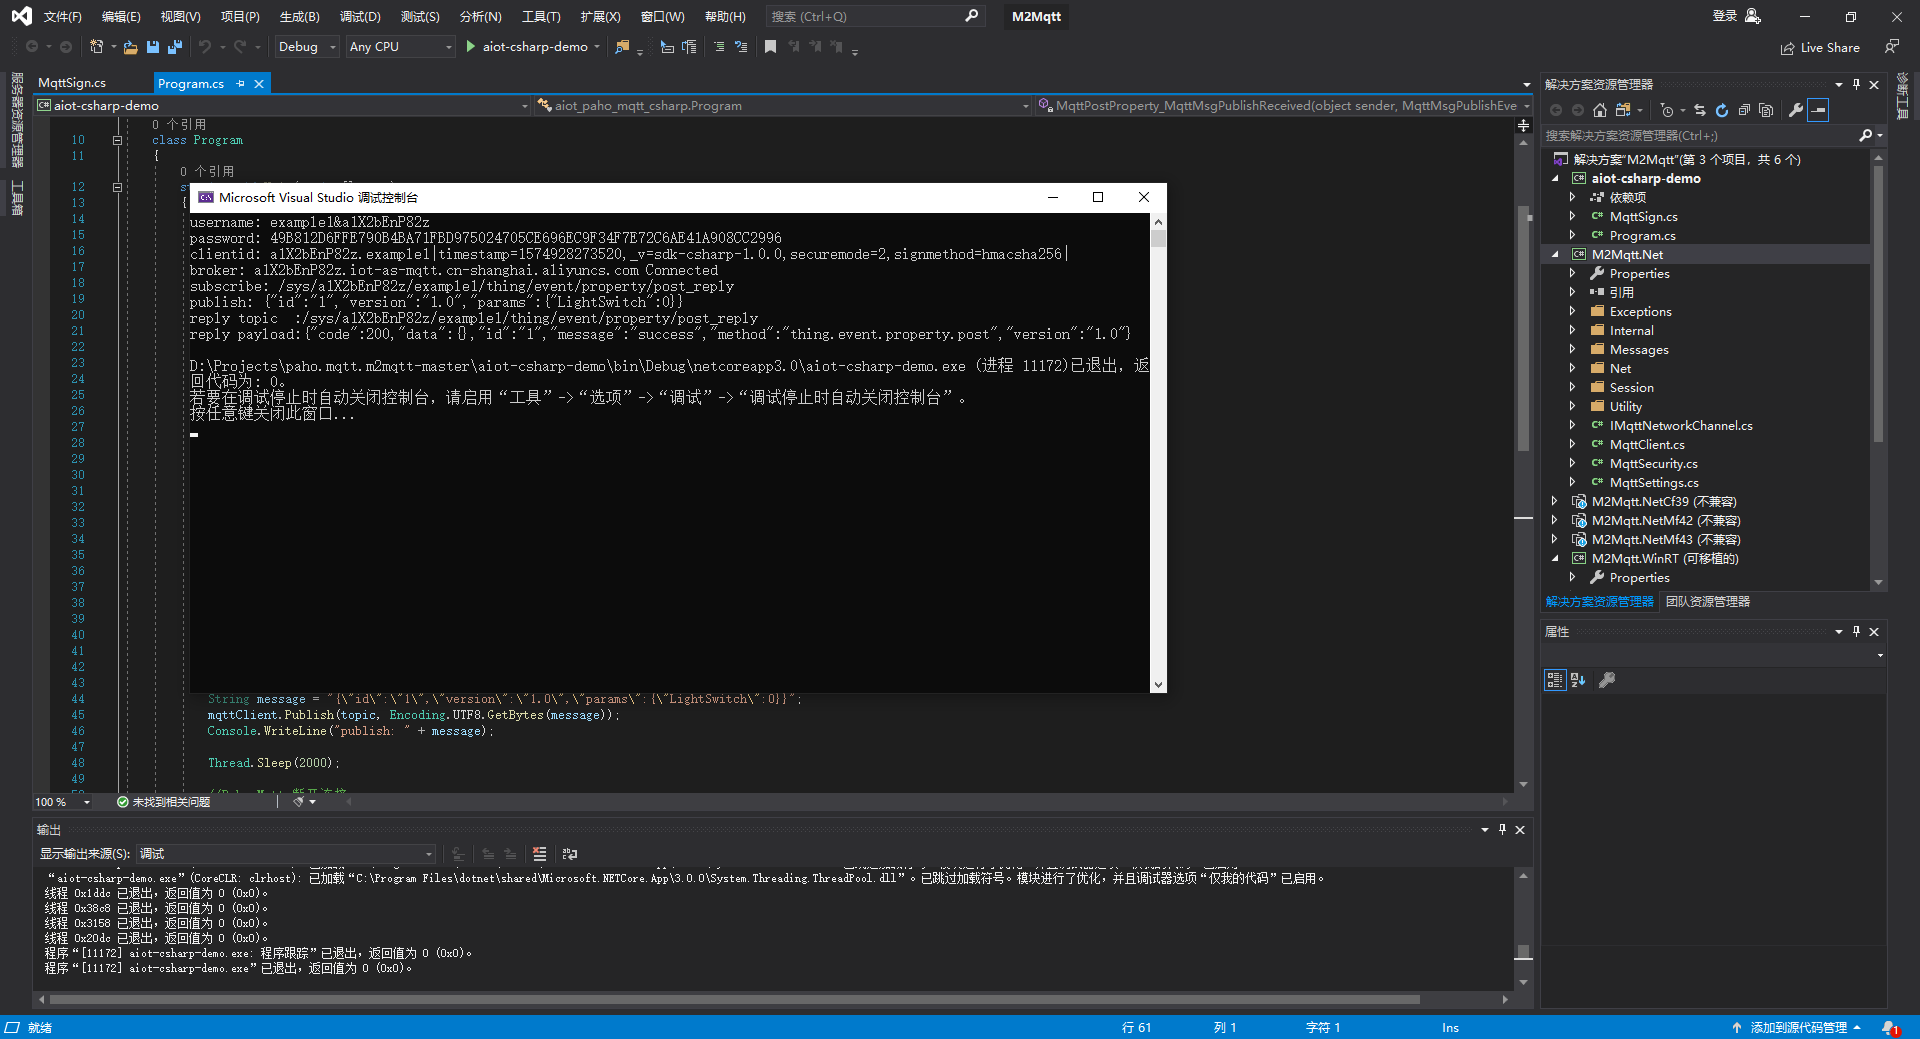 文件(F) 编辑(E) 视图(V) 项目(P) 生成(B) 调试(D) 测试(S) 分析(N) 工具(T) 扩展(X) 窗口(W) 帮助(H) 搜索 (Ctrl+Q) M2Mqtt 登录
Debug Any CPU aiot-csharp-demo Live Share
服务器资源管理器
工具箱
MqttSign.cs Program.cs
aiot-csharp-demo aiot_paho_mqtt_csharp.Program MqttPostProperty_MqttMsgPublishReceived(object sender, MqttMsgPublishEve
0 个引用
10 class Program
11 {
0 个引用
12 s
13 {
14
15
16
17
18
19
20
21
22
23
24
25
26
27
28
29
30
31
32
33
34
35
36
37
38
39
40
41
42
43
Microsoft Visual Studio 调试控制台
username: example1&a1X2bEnP82z
password: 49B812D6FFE790B4BA71FBD975024705CE696EC9F34F7E72C6AE41A908CC2996
clientid: a1X2bEnP82z.example1|timestamp=1574928273520,_v=sdk-csharp-1.0.0,securemode=2,signmethod=hmacsha256|
broker: a1X2bEnP82z.iot-as-mqtt.cn-shanghai.aliyuncs.com Connected
subscribe: /sys/a1X2bEnP82z/example1/thing/event/property/post_reply
publish: {"id":"1","version":"1.0","params":{"LightSwitch":0}}
reply topic :/sys/a1X2bEnP82z/example1/thing/event/property/post_reply
reply payload:{"code":200,"data":{},"id":"1","message":"success","method":"thing.event.property.post","version":"1.0"}
D:\Projects\paho.mqtt.m2mqtt-master\aiot-csharp-demo\bin\Debug\netcoreapp3.0\aiot-csharp-demo.exe (进程 11172)已退出，返
回代码为: 0。
若要在调试停止时自动关闭控制台，请启用“工具”->“选项”->“调试”->“调试停止时自动关闭控制台”。
按任意键关闭此窗口...
44 String message = "{\"id\":\"1\",\"version\":\"1.0\",\"params\":{\"LightSwitch\":0}}";
45 mqttClient.Publish(topic, Encoding.UTF8.GetBytes(message));
46 Console.WriteLine("publish: " + message);
47
48 Thread.Sleep(2000);
49
100 % 未找到相关问题
输出
显示输出来源(S): 调试
“aiot-csharp-demo.exe”(CoreCLR: clrhost): 已加载“C:\Program Files\dotnet\shared\Microsoft.NETCore.App\3.0.0\System.Threading.ThreadPool.dll”。已跳过加载符号。模块进行了优化，并且调试器选项“仅我的代码”已启用。
线程 0x1ddc 已退出，返回值为 0 (0x0)。
线程 0x38c8 已退出，返回值为 0 (0x0)。
线程 0x3158 已退出，返回值为 0 (0x0)。
线程 0x20dc 已退出，返回值为 0 (0x0)。
程序“[11172] aiot-csharp-demo.exe: 程序跟踪”已退出，返回值为 0 (0x0)。
程序“[11172] aiot-csharp-demo.exe”已退出，返回值为 0 (0x0)。
解决方案资源管理器
搜索解决方案资源管理器(Ctrl+;)
解决方案"M2Mqtt"(第 3 个项目，共 6 个)
aiot-csharp-demo
依赖项
MqttSign.cs
Program.cs
M2Mqtt.Net
Properties
引用
Exceptions
Internal
Messages
Net
Session
Utility
IMqttNetworkChannel.cs
MqttClient.cs
MqttSecurity.cs
MqttSettings.cs
M2Mqtt.NetCf39 (不兼容)
M2Mqtt.NetMf42 (不兼容)
M2Mqtt.NetMf43 (不兼容)
M2Mqtt.WinRT (可移植的)
Properties
解决方案资源管理器 团队资源管理器
属性
诊断工具
就绪 行 61 列 1 字符 1 Ins 添加到源代码管理 1